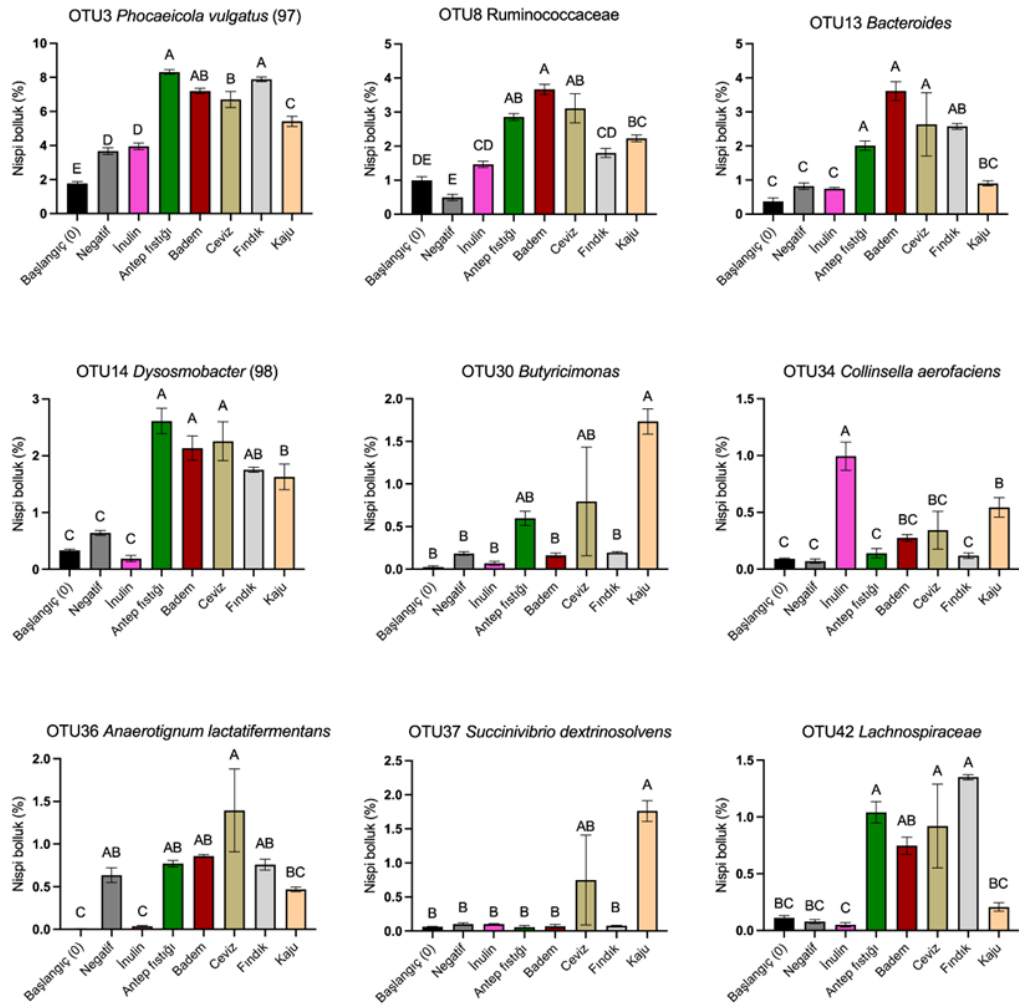 OTU3 Phocaeicola vulgatus (97)
Nispi bolluk (%)
10
8
6
4
2
0
E
D
D
A
AB
B
A
C
Başlangıç (0)
Negatif
İnulin
Antep fıstığı
Badem
Ceviz
Fındık
Kaju
OTU8 Ruminococcaceae
Nispi bolluk (%)
5
4
3
2
1
0
DE
E
CD
AB
A
AB
CD
BC
Başlangıç (0)
Negatif
İnulin
Antep fıstığı
Badem
Ceviz
Fındık
Kaju
OTU13 Bacteroides
Nispi bolluk (%)
5
4
3
2
1
0
C
C
C
A
A
A
AB
BC
Başlangıç (0)
Negatif
İnulin
Antep fıstığı
Badem
Ceviz
Fındık
Kaju
OTU14 Dysosmobacter (98)
Nispi bolluk (%)
3
2
1
0
C
C
C
A
A
A
AB
B
Başlangıç (0)
Negatif
İnulin
Antep fıstığı
Badem
Ceviz
Fındık
Kaju
OTU30 Butyricimonas
Nispi bolluk (%)
2.0
1.5
1.0
0.5
0.0
B
B
B
AB
B
AB
B
A
Başlangıç (0)
Negatif
İnulin
Antep fıstığı
Badem
Ceviz
Fındık
Kaju
OTU34 Collinsella aerofaciens
Nispi bolluk (%)
1.5
1.0
0.5
0.0
C
C
A
C
BC
BC
C
B
Başlangıç (0)
Negatif
İnulin
Antep fıstığı
Badem
Ceviz
Fındık
Kaju
OTU36 Anaerotignum lactatifermentans
Nispi bolluk (%)
2.0
1.5
1.0
0.5
0.0
C
AB
C
AB
AB
A
AB
BC
Başlangıç (0)
Negatif
İnulin
Antep fıstığı
Badem
Ceviz
Fındık
Kaju
OTU37 Succinivibrio dextrinosolvens
Nispi bolluk (%)
2.5
2.0
1.5
1.0
0.5
0.0
B
B
B
B
B
AB
B
A
Başlangıç (0)
Negatif
İnulin
Antep fıstığı
Badem
Ceviz
Fındık
Kaju
OTU42 Lachnospiraceae
Nispi bolluk (%)
1.5
1.0
0.5
0.0
BC
BC
C
A
AB
A
A
BC
Başlangıç (0)
Negatif
İnulin
Antep fıstığı
Badem
Ceviz
Fındık
Kaju